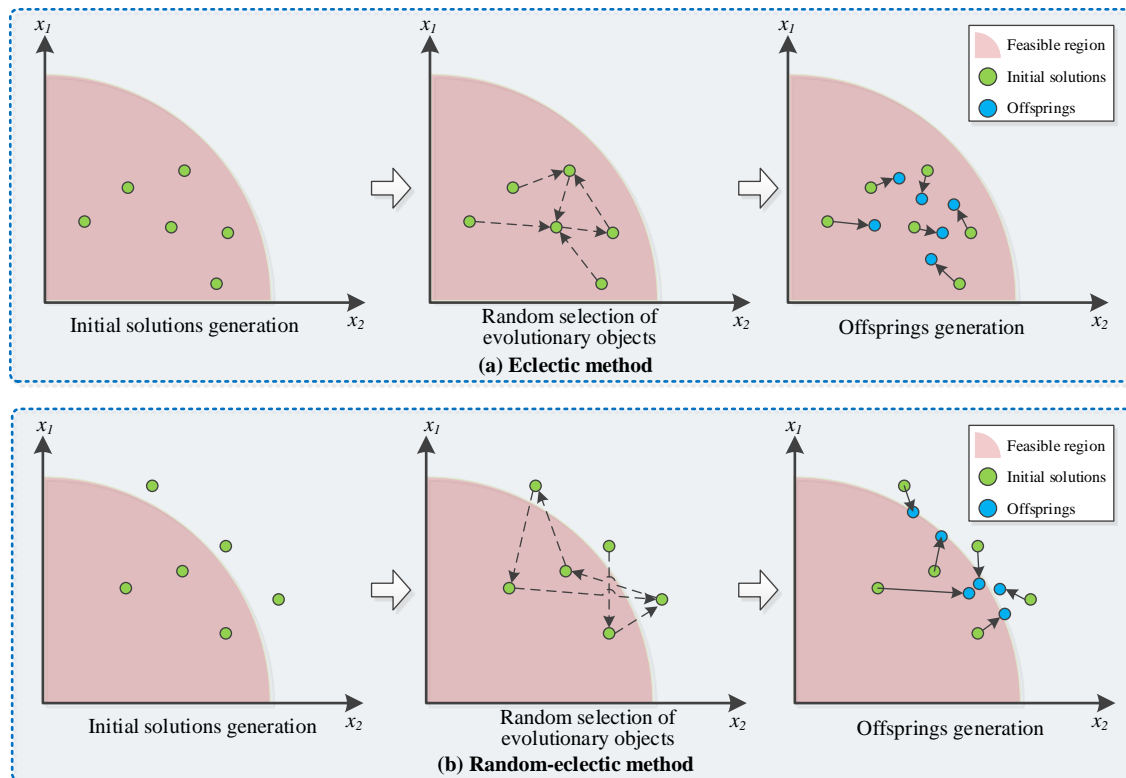 x1
Feasible region
Initial solutions
Offsprings
x2
Initial solutions generation
x2
Random selection of
evolutionary objects
x2
Offsprings generation
x1
x1
(a) Eclectic method
x1
Feasible region
Initial solutions
Offsprings
x2
Initial solutions generation
x2
Random selection of
evolutionary objects
x2
Offsprings generation
x1
x1
(b) Random-eclectic method